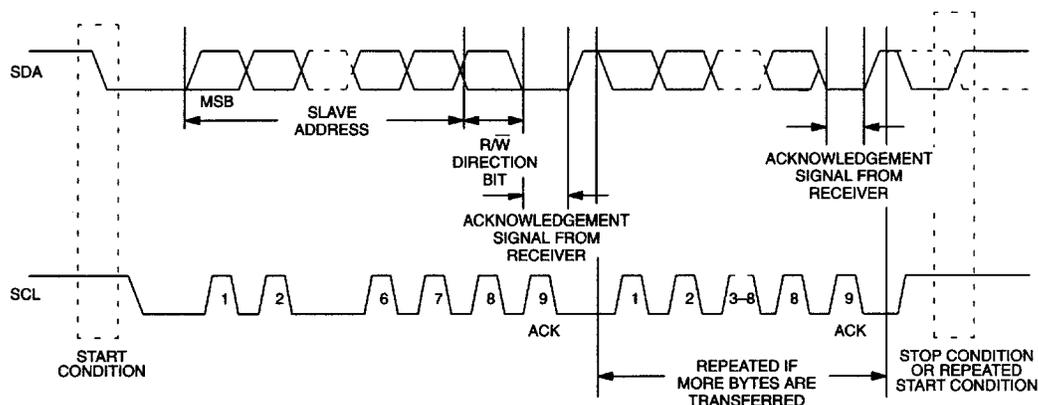 SDA
MSB
SLAVE
ADDRESS
R/W̅
DIRECTION
BIT
ACKNOWLEDGEMENT
SIGNAL FROM
RECEIVER
ACKNOWLEDGEMENT
SIGNAL FROM
RECEIVER
SCL
1 2 6 7 8 9 1 2 3–8 8 9
ACK
ACK
START
CONDITION
REPEATED IF
MORE BYTES ARE
TRANSFERRED
STOP CONDITION
OR REPEATED
START CONDITION